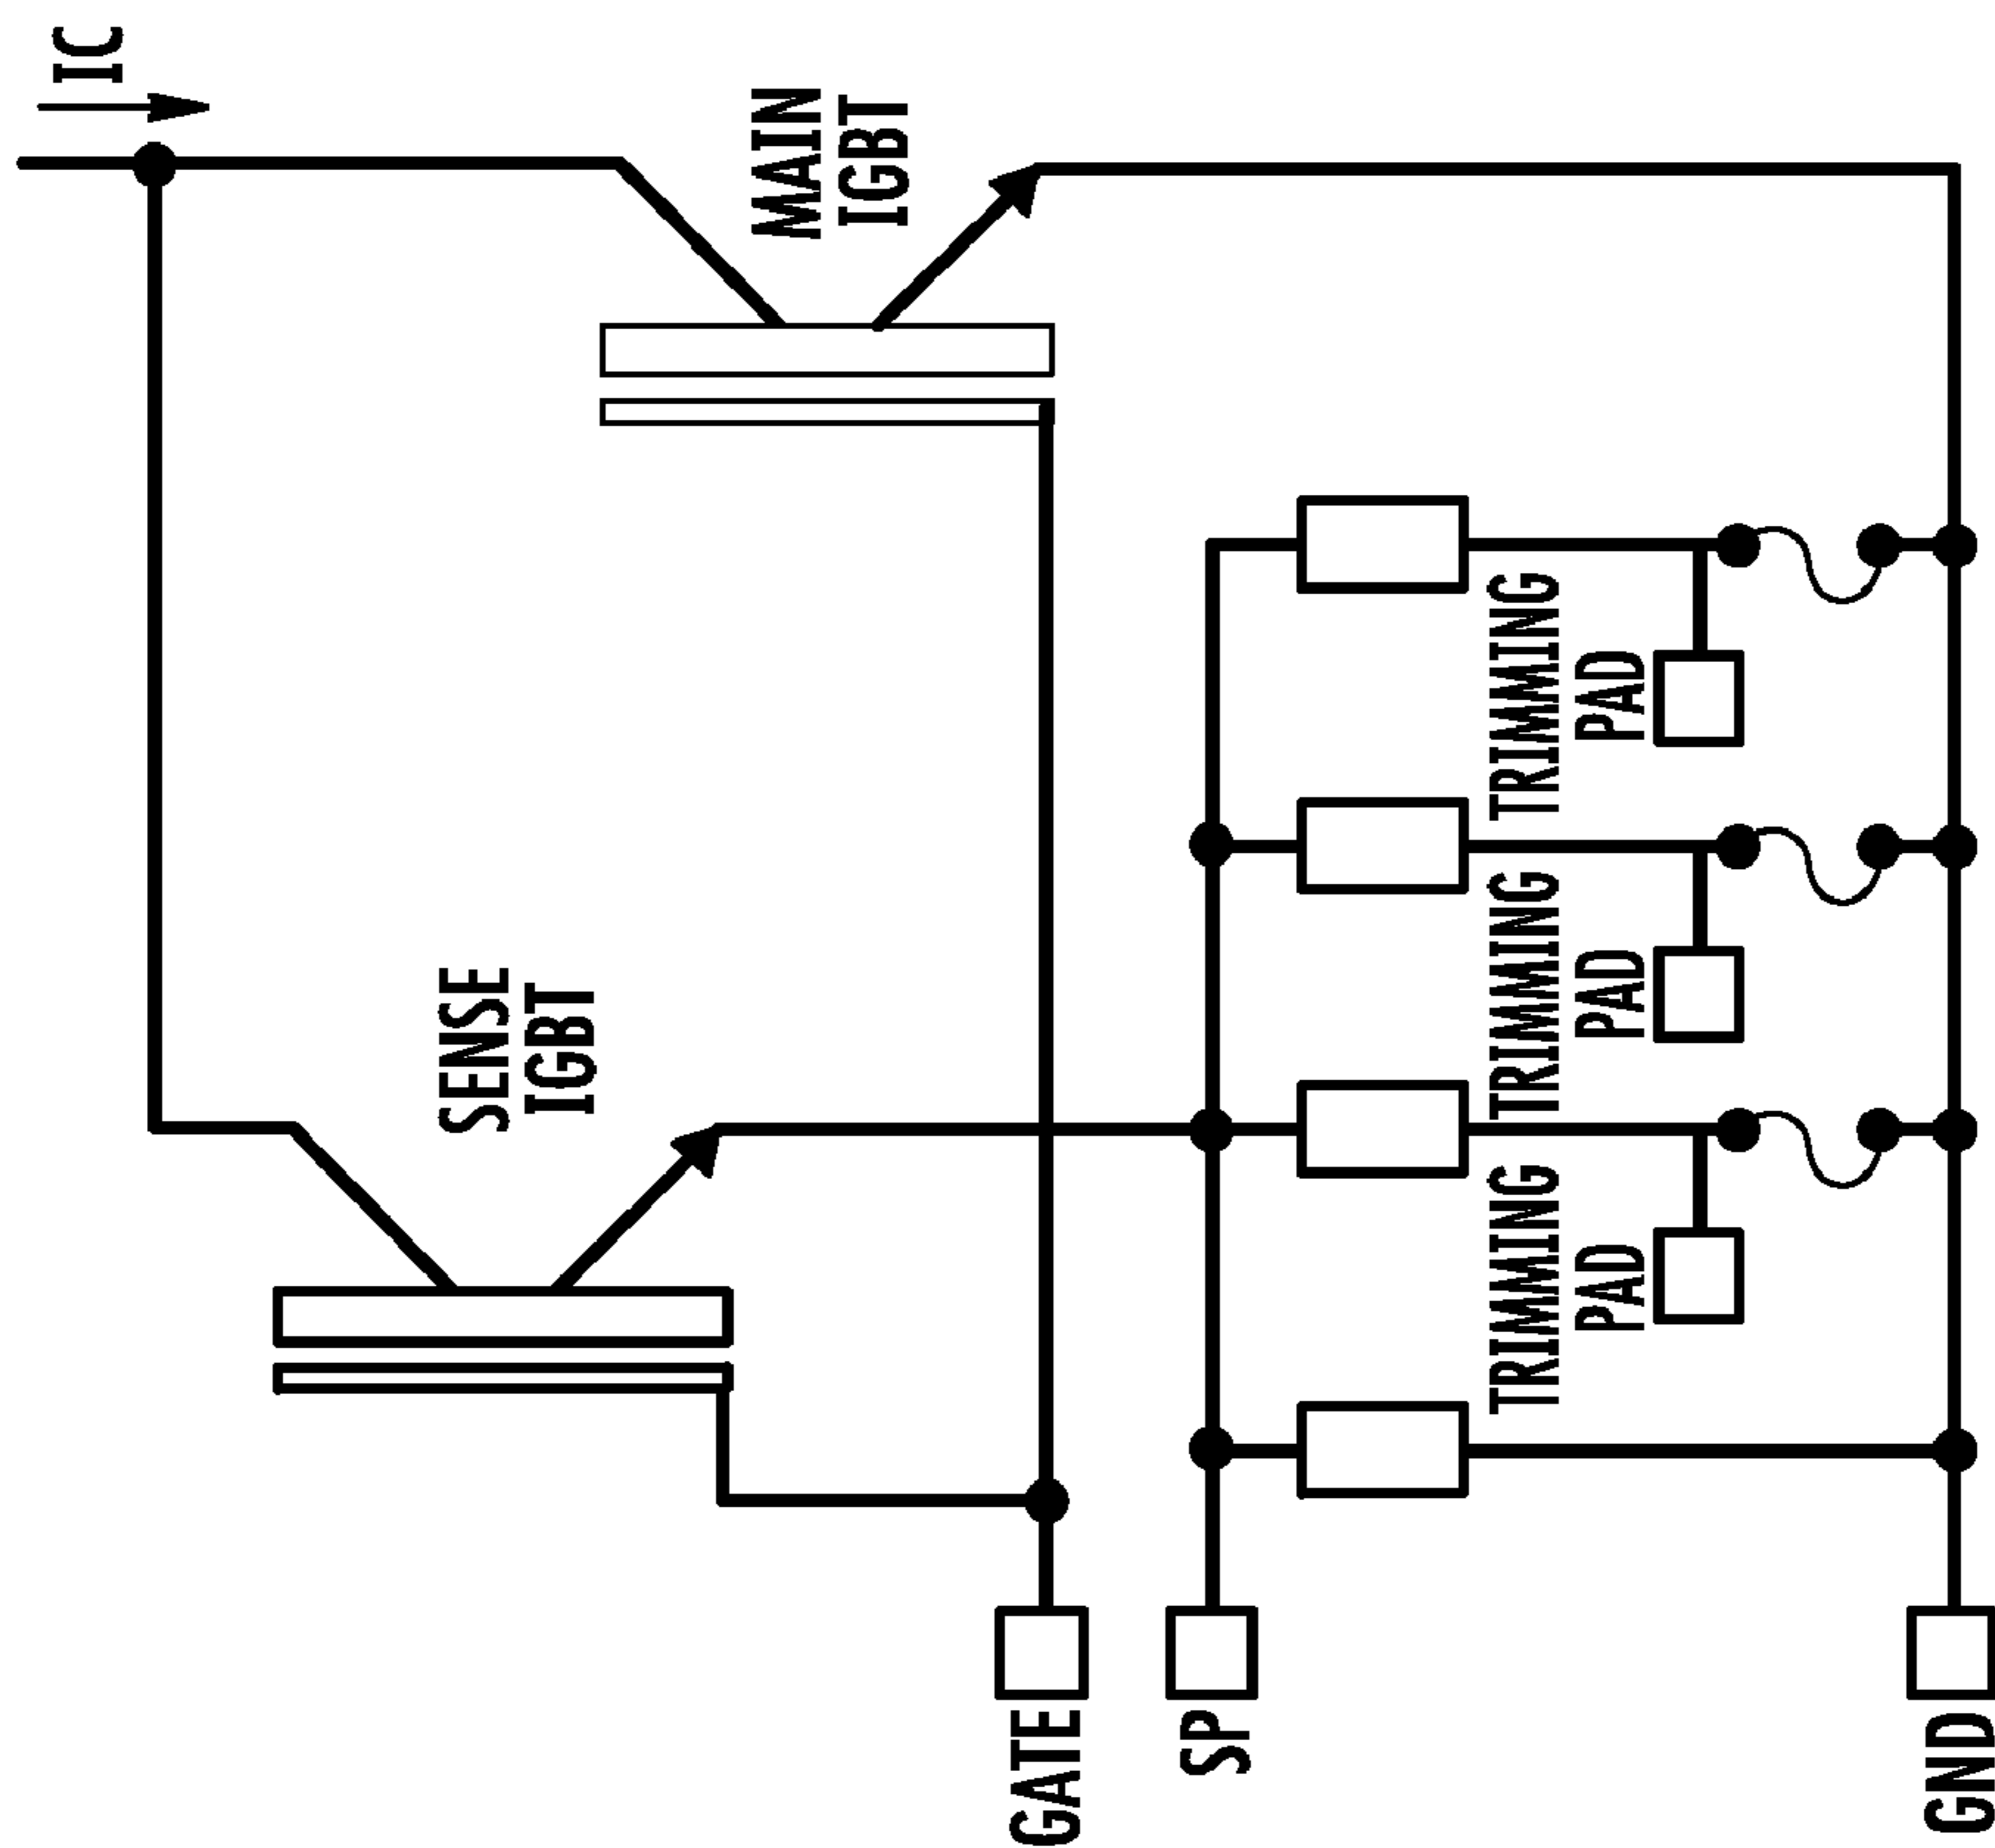 IC
MAIN
IGBT
SENSE
IGBT
TRIMMING
PAD
TRIMMING
PAD
TRIMMING
PAD
GATE
SP
GND